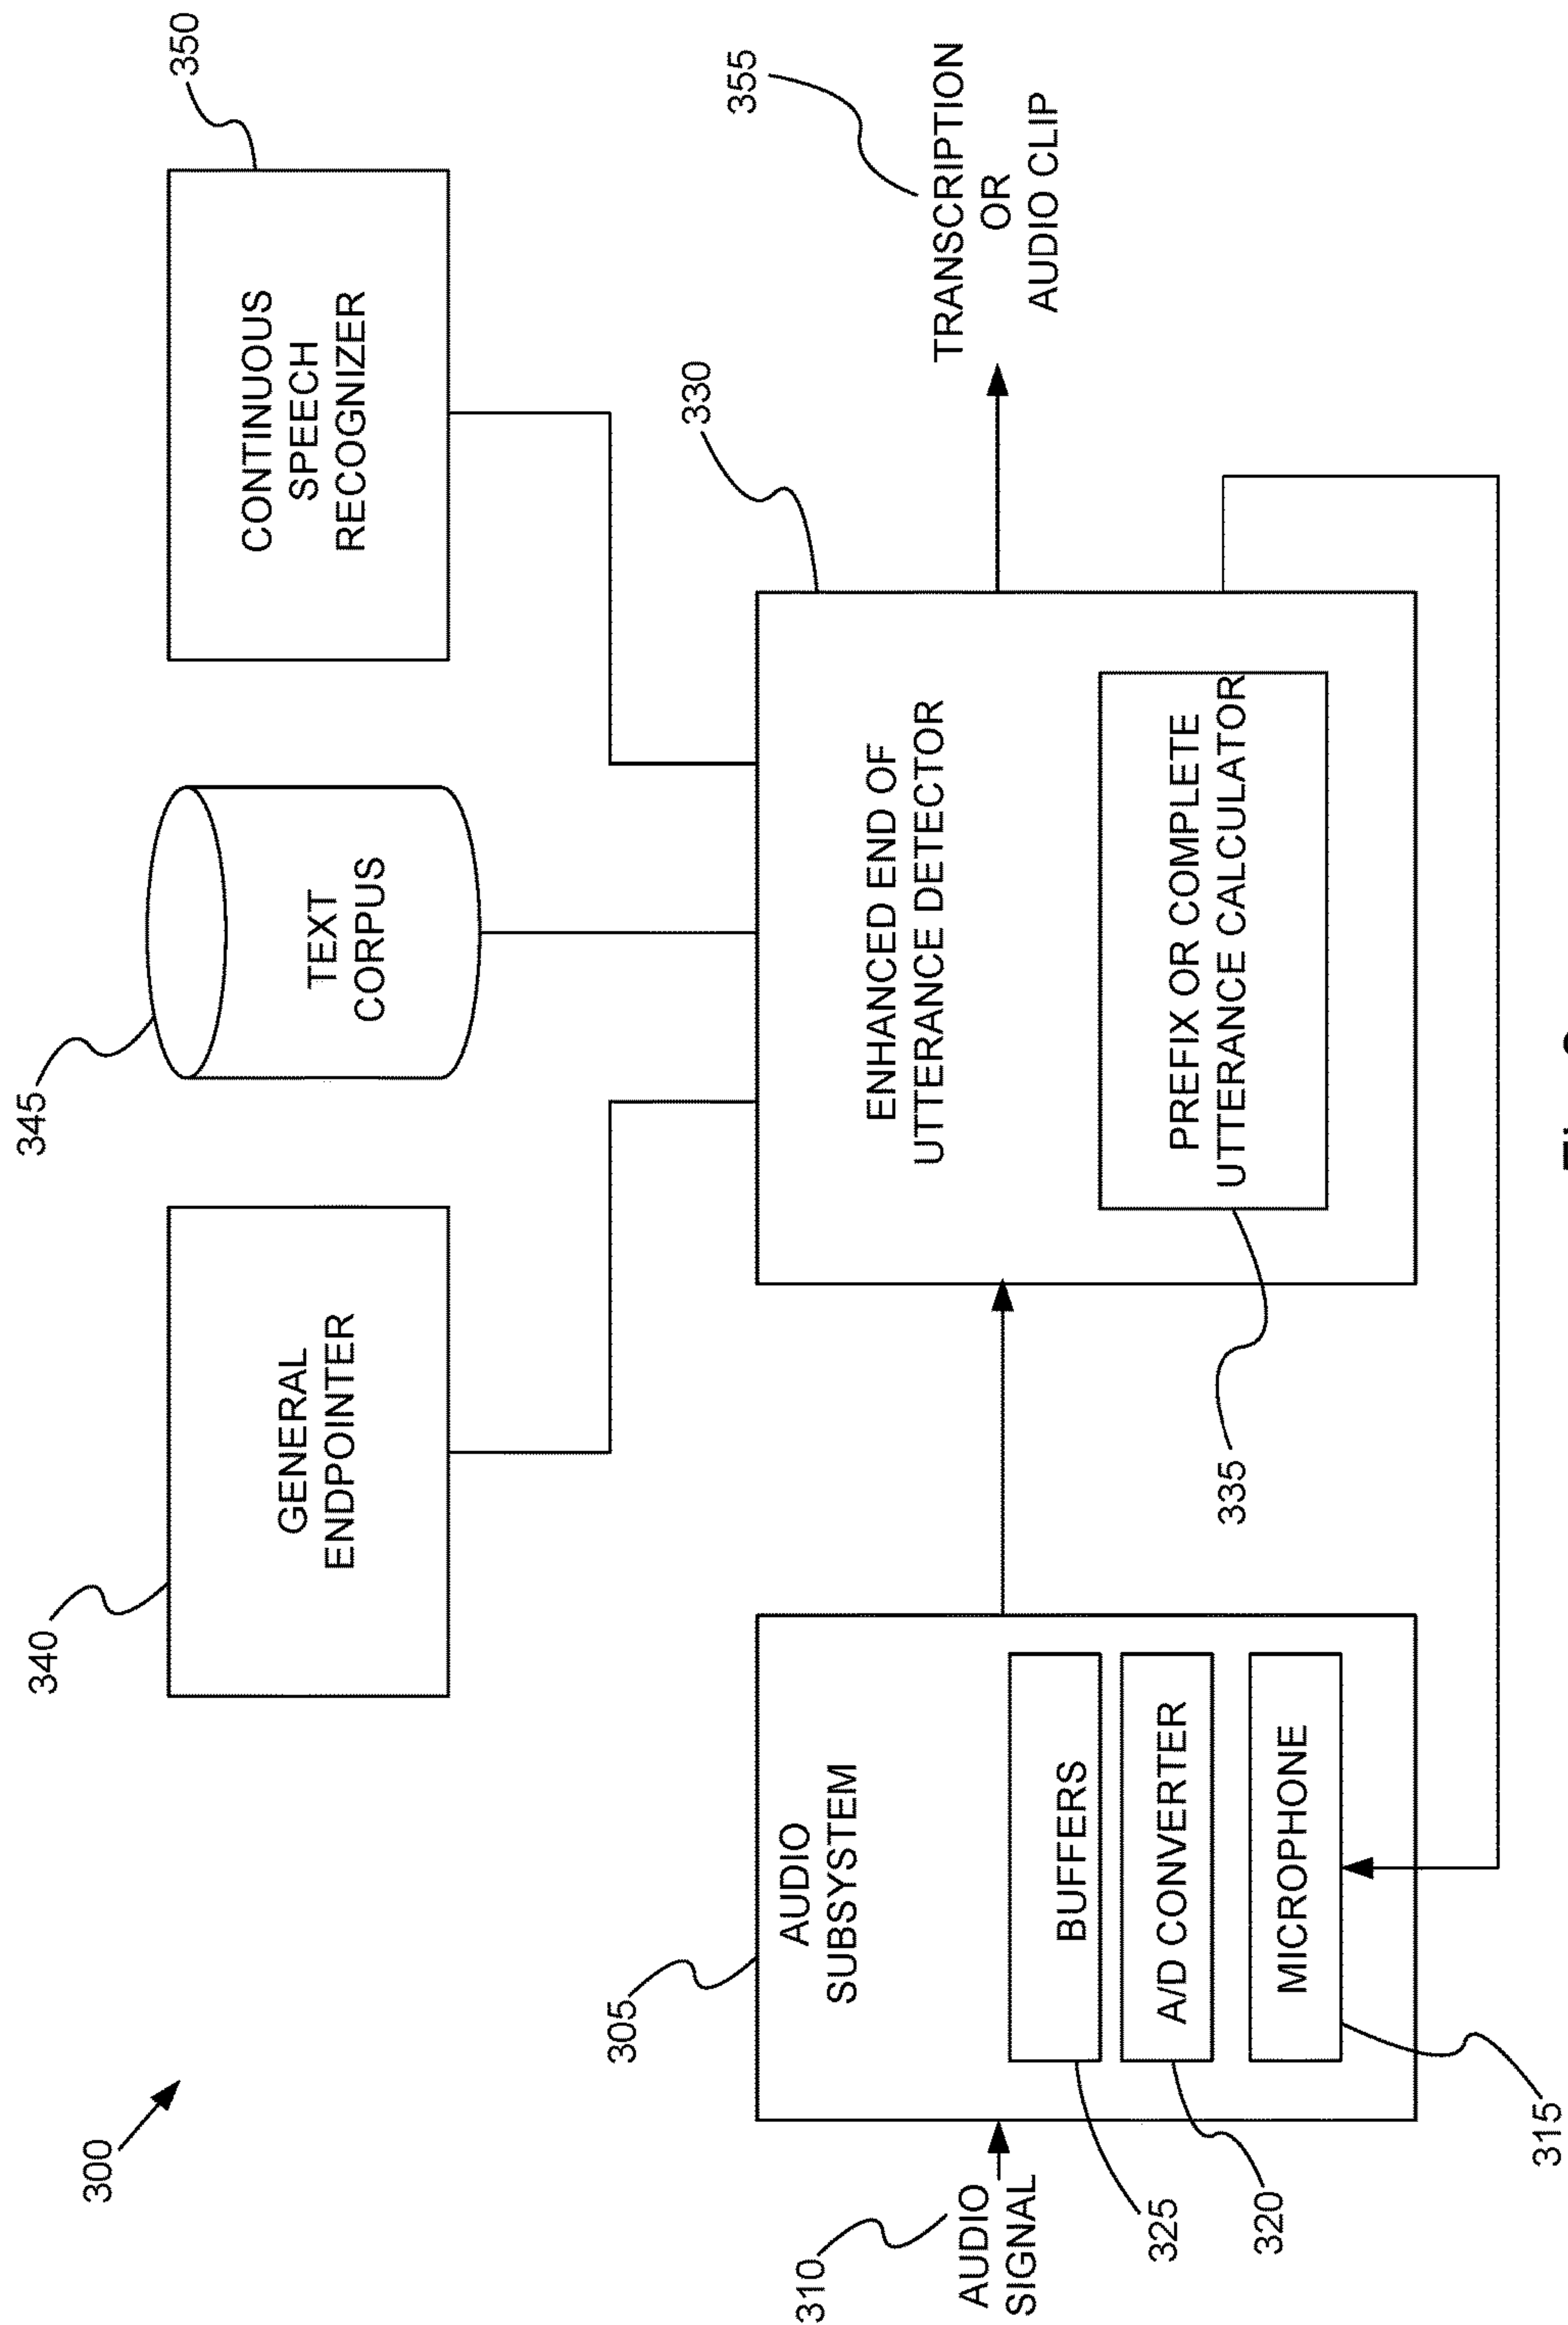 300
340
GENERAL
ENDPOINTER
345
TEXT
CORPUS
350
CONTINUOUS
SPEECH
RECOGNIZER
310
AUDIO
SIGNAL
305
AUDIO
SUBSYSTEM
BUFFERS
A/D CONVERTER
MICROPHONE
325
320
315
330
ENHANCED END OF
UTTERANCE DETECTOR
PREFIX OR COMPLETE
UTTERANCE CALCULATOR
335
355
TRANSCRIPTION
OR
AUDIO CLIP